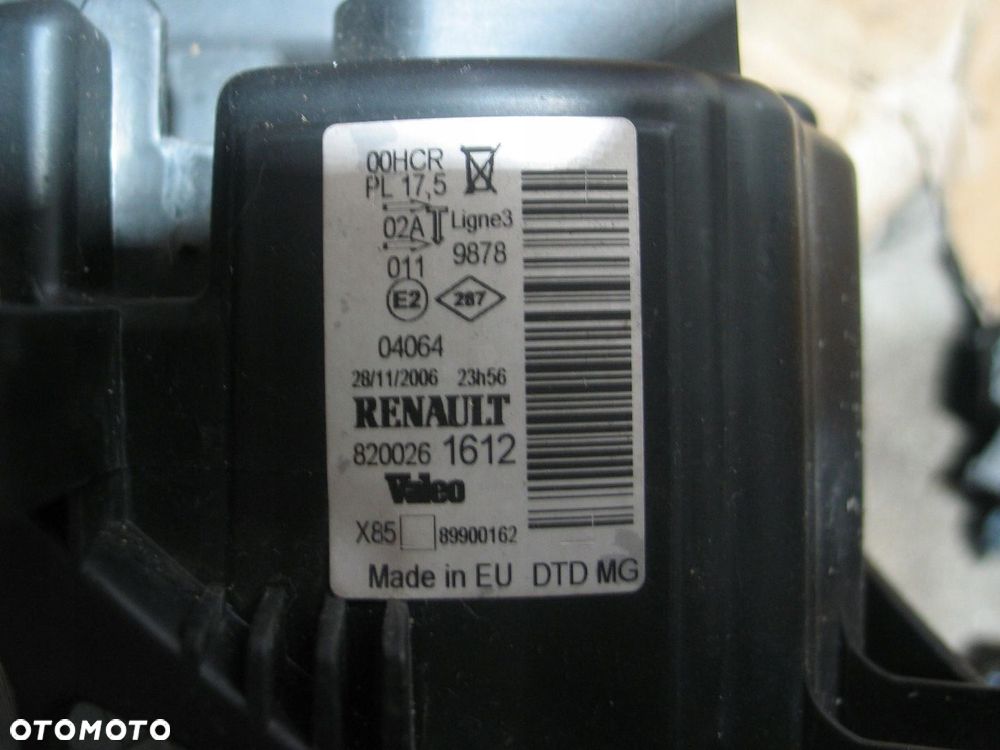 00HCR
PL 17,5
02A Ligne3
011 9878
E2 287
04064
28/11/2006 23h56
RENAULT
820026 1612
Valeo
X85 89900162
Made in EU DTD MG
OTOMOTO